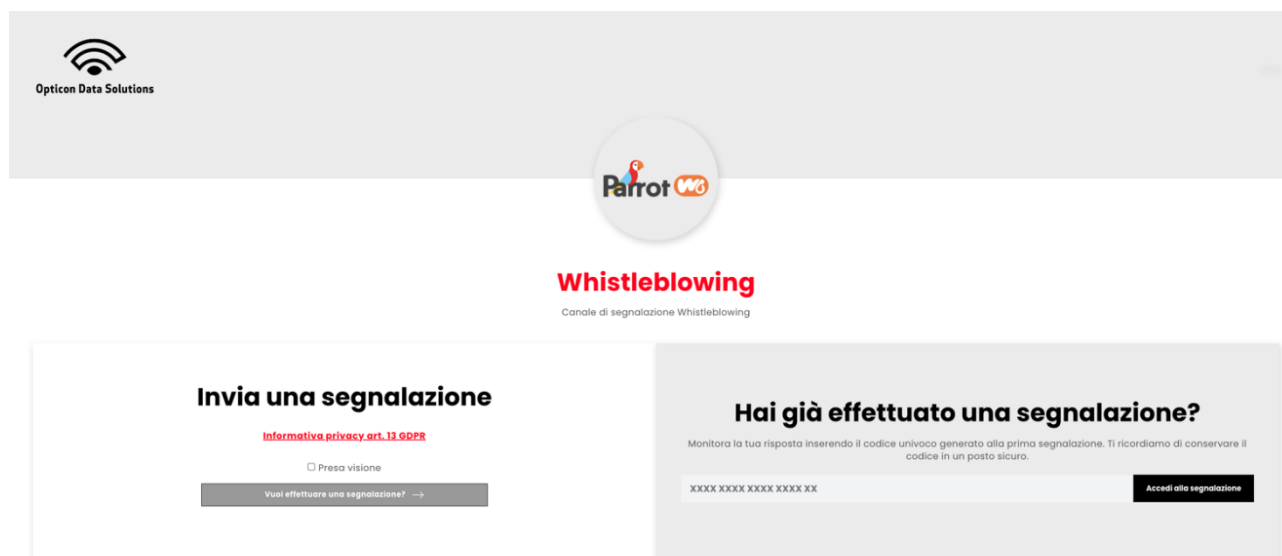 Opticon Data Solutions
Parrot WB
Whistleblowing
Canale di segnalazione Whistleblowing
Invia una segnalazione
Informativa privacy art. 13 GDPR
Presa visione
Vuoi effettuare una segnalazione? →
Hai già effettuato una segnalazione?
Monitora la tua risposta inserendo il codice univoco generato alla prima segnalazione. Ti ricordiamo di conservare il
codice in un posto sicuro.
XXXX XXXX XXXX XXXX XX
Accedi alla segnalazione